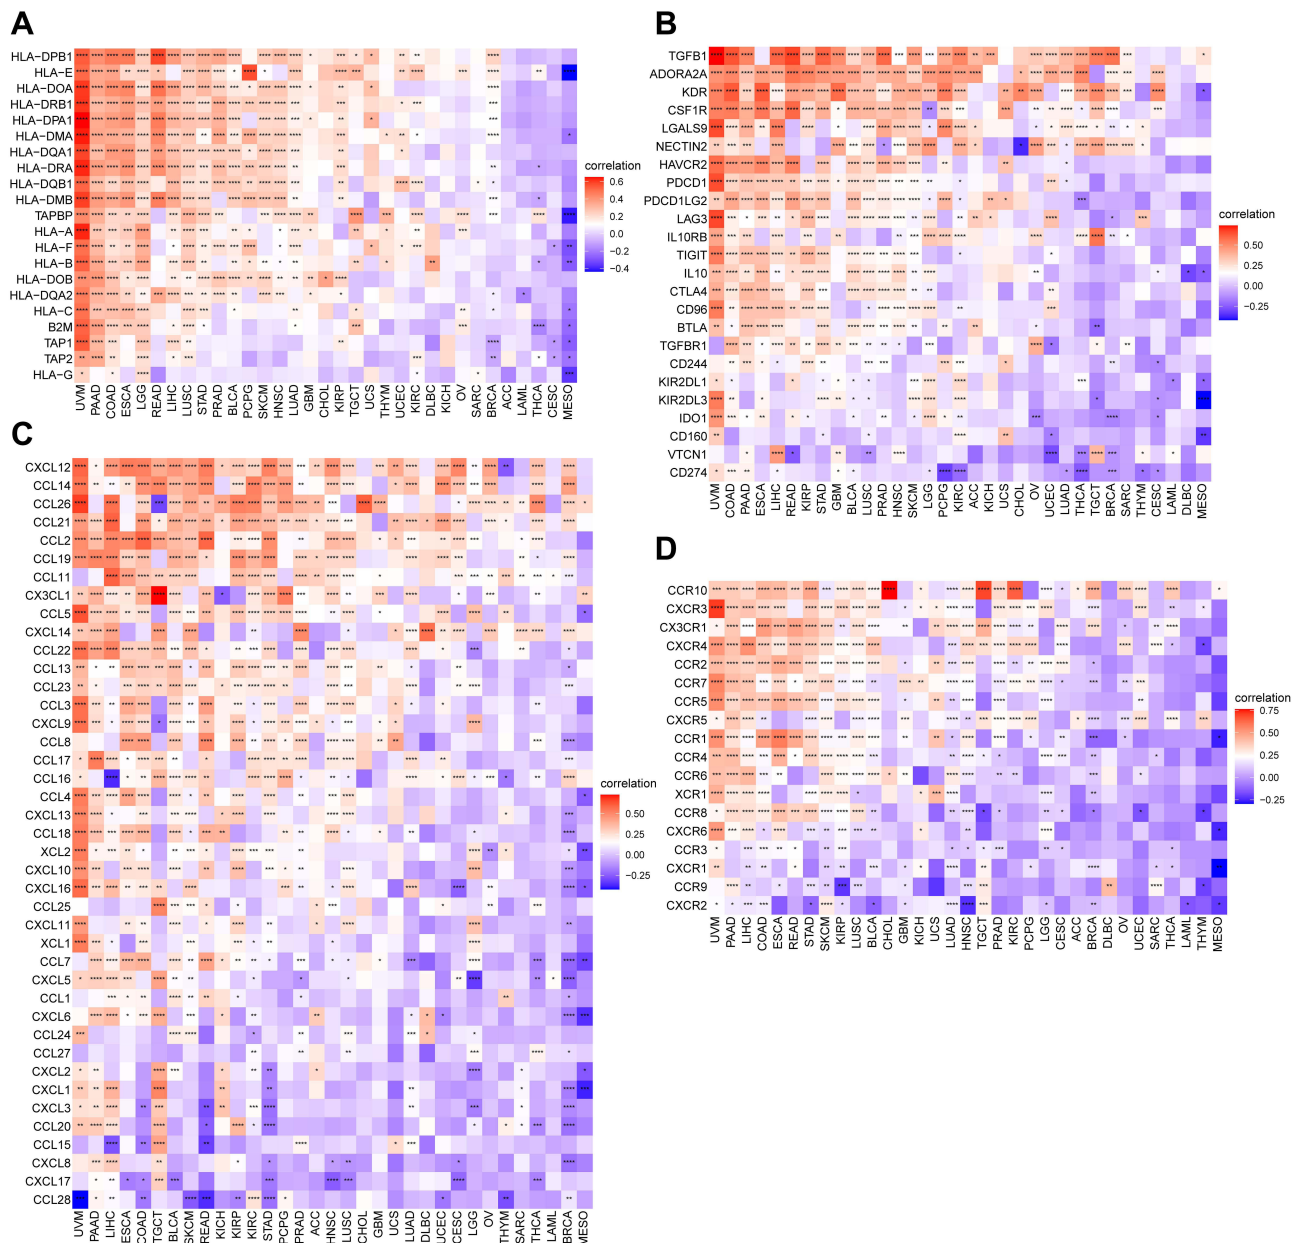 A
HLA-DPB1
HLA-E
HLA-DOA
HLA-DRB1
HLA-DPA1
HLA-DMA
HLA-DQA1
HLA-DRA
HLA-DQB1
HLA-DMB
TAPBP
HLA-A
HLA-F
HLA-B
HLA-DOB
HLA-DQA2
HLA-C
B2M
TAP1
TAP2
HLA-G
UVM PAAD COAD ESCA LGG READ LIHC LUSC STAD PRAD BLCA PCPG SKCM HNSC LUAD GBM CHOL KIRP TGCT UCS THYM UCEC KIRC DLBC KICH OV SARC BRCA ACC LAML THCA CESC MESO
correlation
0.6
0.4
0.2
0.0
−0.2
−0.4
B
TGFB1
ADORA2A
KDR
CSF1R
LGALS9
NECTIN2
HAVCR2
PDCD1
PDCD1LG2
LAG3
IL10RB
TIGIT
IL10
CTLA4
CD96
BTLA
TGFBR1
CD244
KIR2DL1
KIR2DL3
IDO1
CD160
VTCN1
CD274
UVM COAD PAAD ESCA LIHC READ KIRP STAD GBM BLCA LUSC PRAD HNSC SKCM LGG PCPG KIRC ACC KICH UCS CHOL OV UCEC LUAD THCA TGCT BRCA SARC THYM CESC LAML DLBC MESO
correlation
0.50
0.25
0.00
−0.25
C
CXCL12
CCL14
CCL26
CCL21
CCL2
CCL19
CCL11
CX3CL1
CCL5
CXCL14
CCL22
CCL13
CCL23
CCL3
CXCL9
CCL8
CCL17
CCL16
CCL4
CXCL13
CCL18
XCL2
CXCL10
CXCL16
CCL25
CXCL11
XCL1
CCL7
CXCL5
CCL1
CXCL6
CCL24
CCL27
CXCL2
CXCL1
CXCL3
CCL20
CCL15
CXCL8
CXCL17
CCL28
UVM PAAD LIHC ESCA COAD TGCT BLCA SKCM READ KICH KIRP KIRC STAD PCPG PRAD ACC HNSC LUSC CHOL GBM UCS LUAD DLBC UCEC CESC LGG OV THYM SARC THCA LAML BRCA MESO
correlation
0.50
0.25
0.00
−0.25
D
CCR10
CXCR3
CX3CR1
CXCR4
CCR2
CCR7
CCR5
CXCR5
CCR1
CCR4
CCR6
XCR1
CCR8
CXCR6
CCR3
CXCR1
CCR9
CXCR2
UVM PAAD LIHC COAD ESCA READ STAD SKCM KIRP LUSC BLCA CHOL GBM KICH UCS LUAD HNSC TGCT PRAD KIRC PCPG LGG CESC ACC BRCA DLBC OV UCEC SARC THCA LAML THYM MESO
correlation
0.75
0.50
0.25
0.00
−0.25